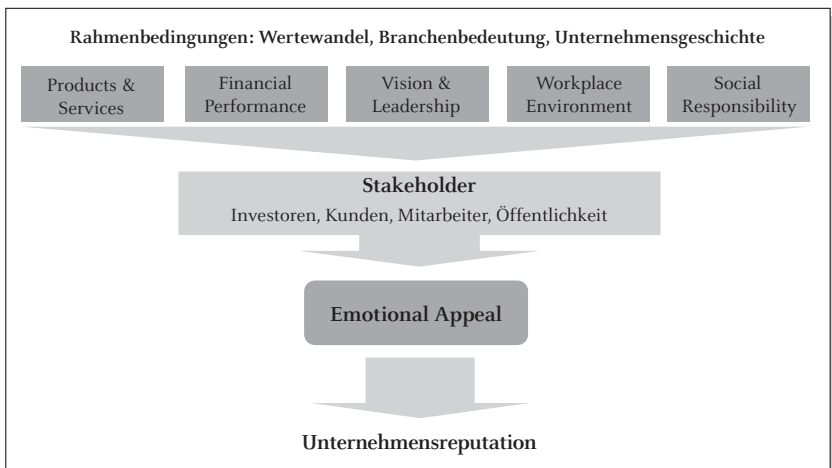 Rahmenbedingungen: Wertewandel, Branchenbedeutung, Unternehmensgeschichte
Products &
Services
Financial
Performance
Vision &
Leadership
Workplace
Environment
Social
Responsibility
Stakeholder
Investoren, Kunden, Mitarbeiter, Öffentlichkeit
Emotional Appeal
Unternehmensreputation